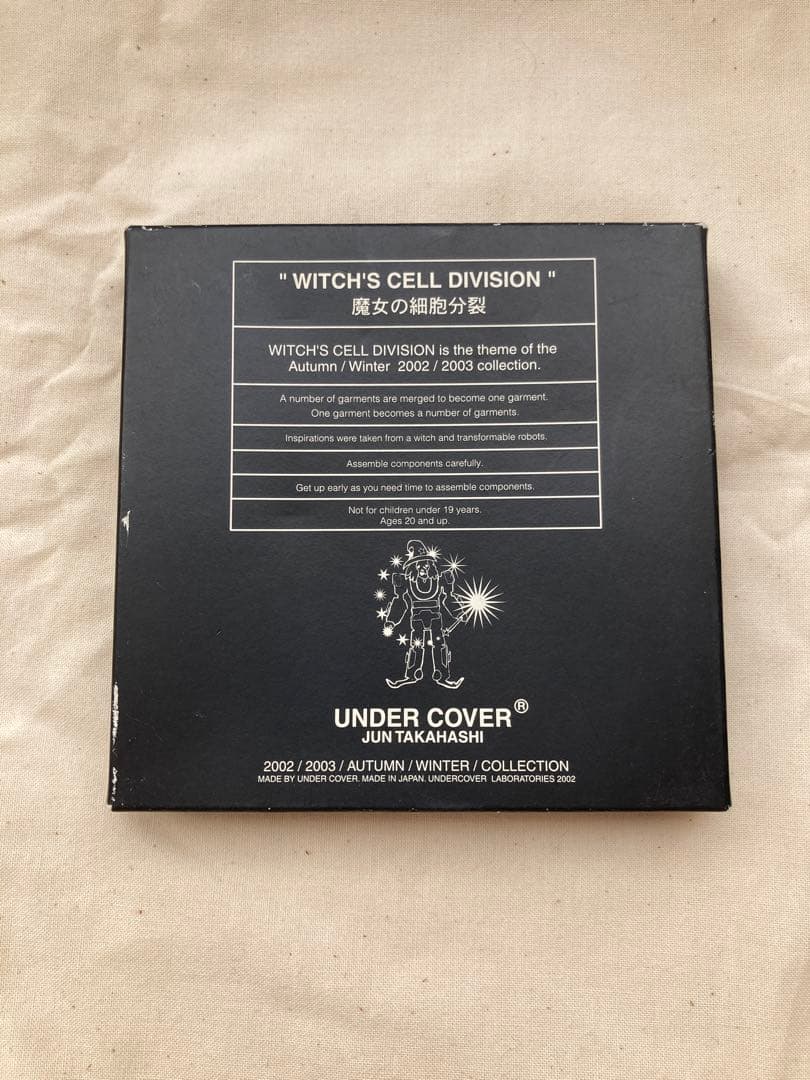 " WITCH'S CELL DIVISION "
魔女の細胞分裂
WITCH'S CELL DIVISION is the theme of the
Autumn / Winter 2002 / 2003 collection.
A number of garments are merged to become one garment.
One garment becomes a number of garments.
Inspirations were taken from a witch and transformable robots.
Assemble components carefully.
Get up early as you need time to assemble components.
Not for children under 19 years.
Ages 20 and up.
UNDER COVER®
JUN TAKAHASHI
2002 / 2003 / AUTUMN / WINTER / COLLECTION
MADE BY UNDER COVER. MADE IN JAPAN. UNDERCOVER LABORATORIES 2002